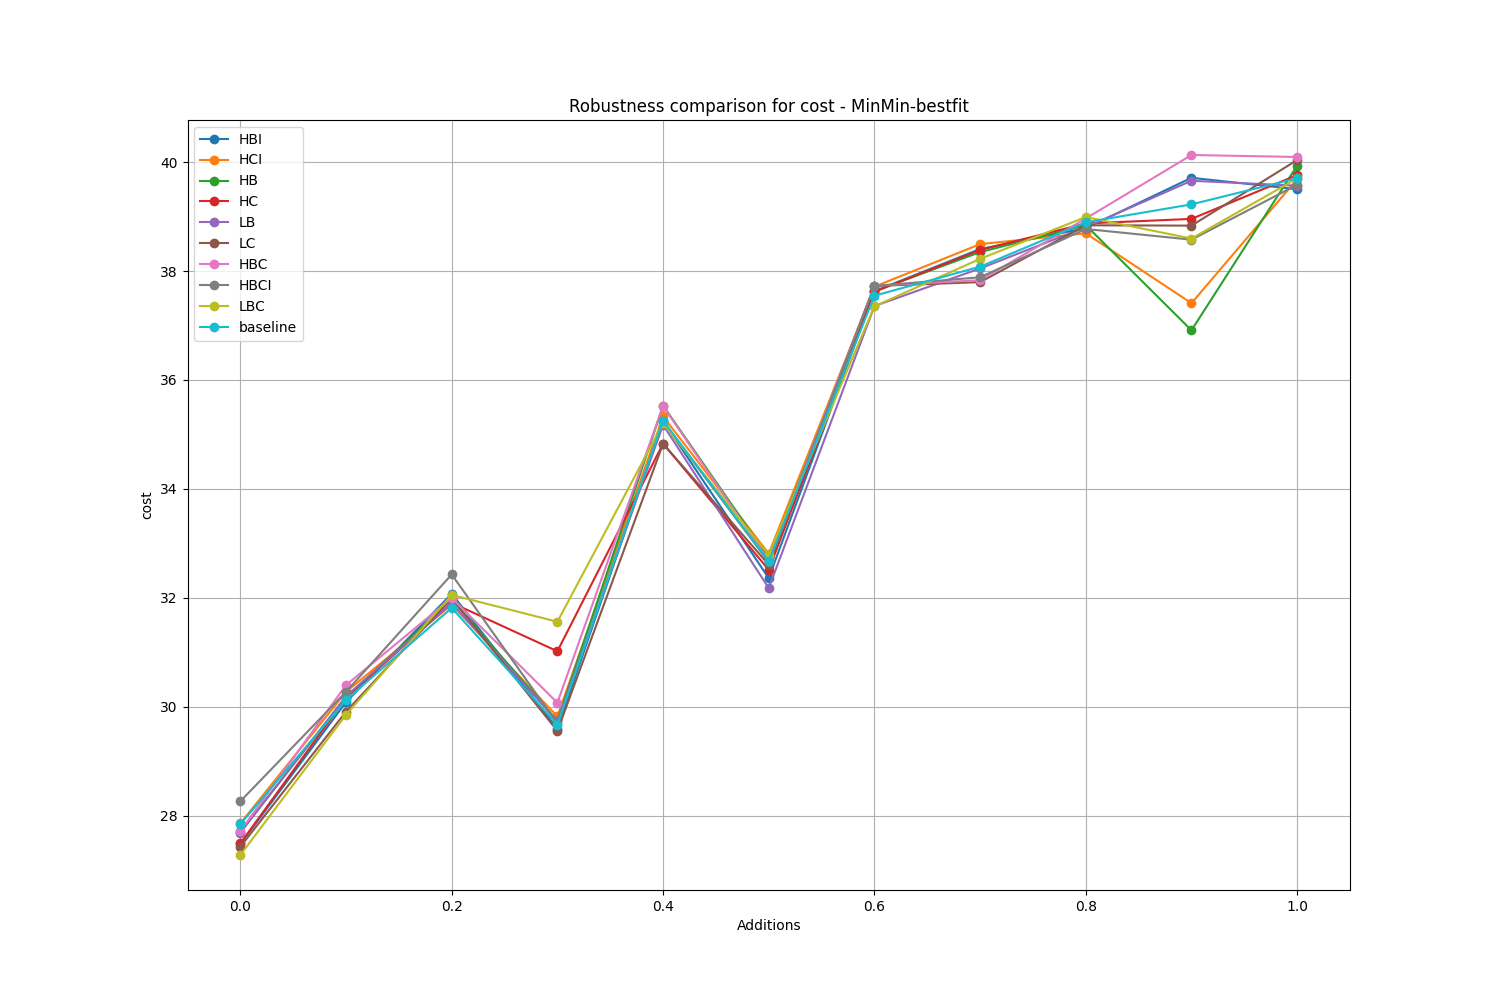 Robustness comparison for cost - MinMin-bestfit
HBI
HCI
HB
HC
LB
LC
HBC
HBCI
LBC
baseline
40
38
36
34
32
30
28
cost
0.0 0.2 0.4 0.6 0.8 1.0
Additions